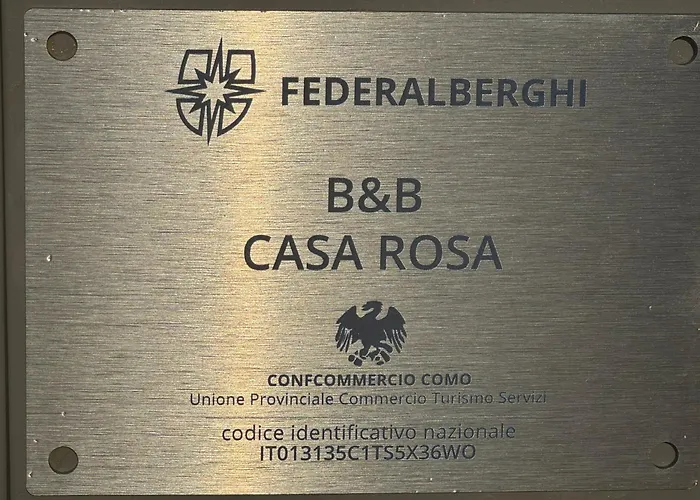 FEDERALBERGHI
B&B
CASA ROSA
CONFCOMMERCIO COMO
Unione Provinciale Commercio Turismo Servizi
codice identificativo nazionale
IT013135C1TS5X36WO